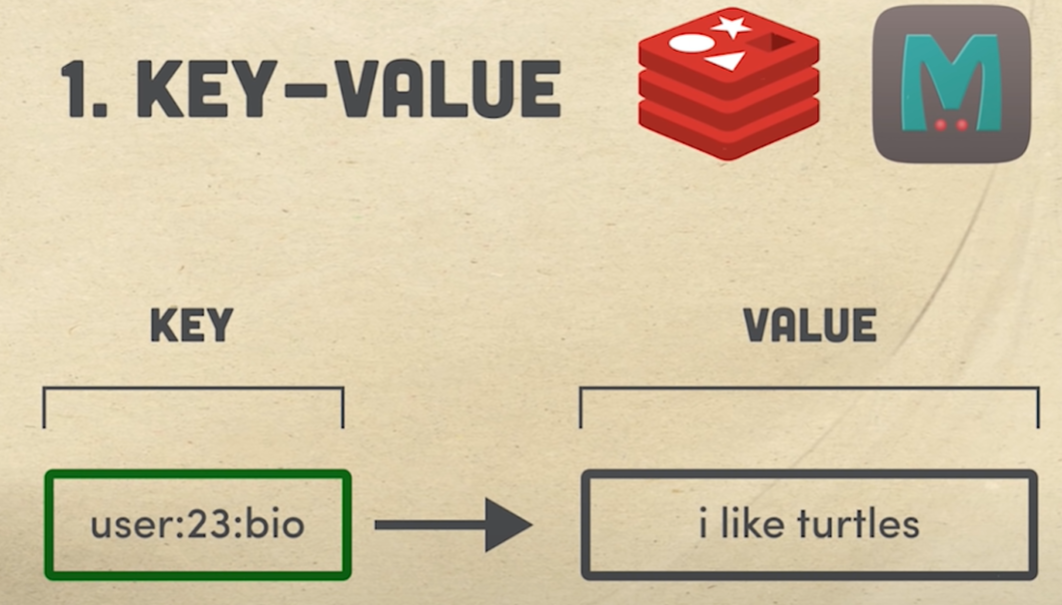 1. KEY-VALUE
KEY
VALUE
user:23:bio
i like turtles